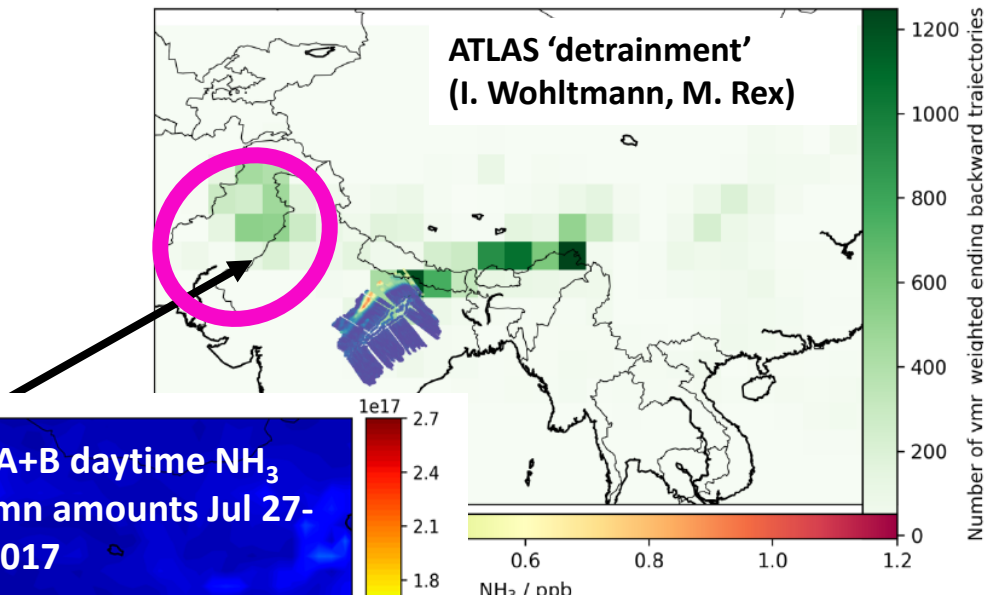 ATLAS ‘detrainment’
(I. Wohltmann, M. Rex)
1200
1000
800
600
400
200
0
Number of vmr weighted ending backward trajectories
1e17
2.7
2.4
2.1
1.8
A+B daytime NH₃
mn amounts Jul 27-
017
0.6
0.8
1.0
1.2
NH₃ / ppb